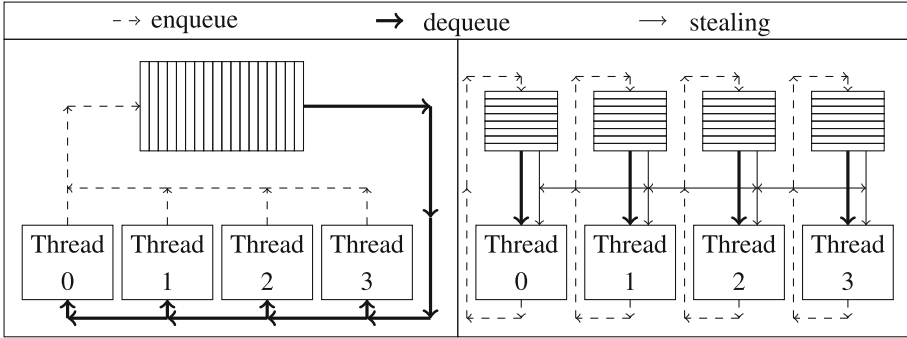 enqueue dequeue stealing
Thread Thread Thread Thread Thread Thread Thread Thread
0 1 2 3 0 1 2 3